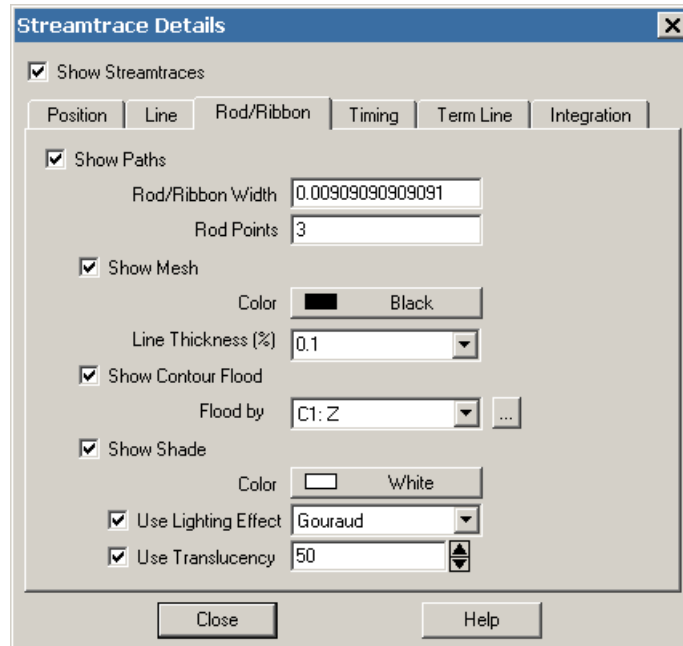 Streamtrace Details
Show Streamtraces
Position Line Rod/Ribbon Timing Term Line Integration
Show Paths
Rod/Ribbon Width 0.00909090909091
Rod Points 3
Show Mesh
Color Black
Line Thickness (%) 0.1
Show Contour Flood
Flood by C1: Z ...
Show Shade
Color White
Use Lighting Effect Gouraud
Use Translucency 50
Close Help